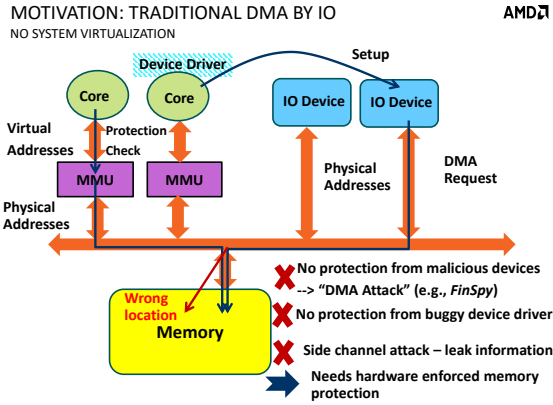 MOTIVATION: TRADITIONAL DMA BY IO
AMD
NO SYSTEM VIRTUALIZATION
Device Driver
Setup
Core
Core
IO Device
IO Device
Virtual
Addresses
Protection
Check
MMU
MMU
Physical
Addresses
Physical
Addresses
DMA
Request
Wrong
location
Memory
No protection from malicious devices
--> “DMA Attack” (e.g., FinSpy)
No protection from buggy device driver
Side channel attack – leak information
Needs hardware enforced memory
protection